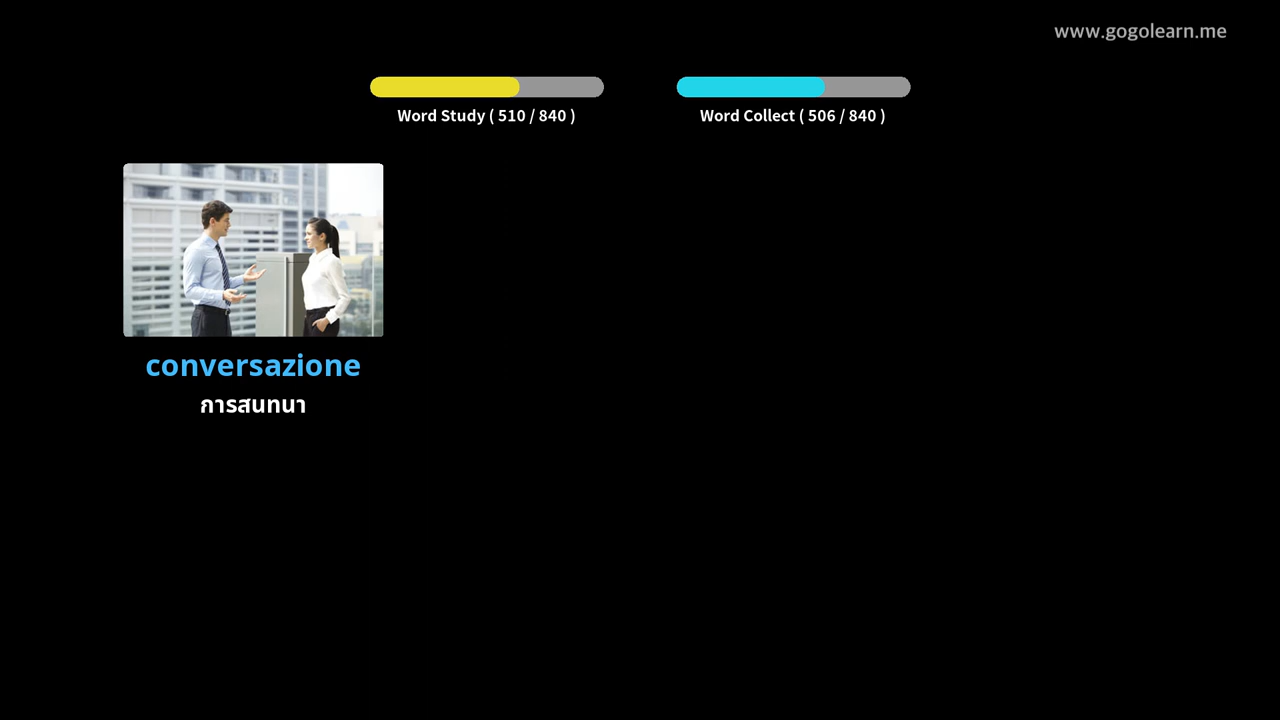 www.gogolearn.me
Word Study ( 510 / 840 )
Word Collect ( 506 / 840 )
conversazione
การสนทนา